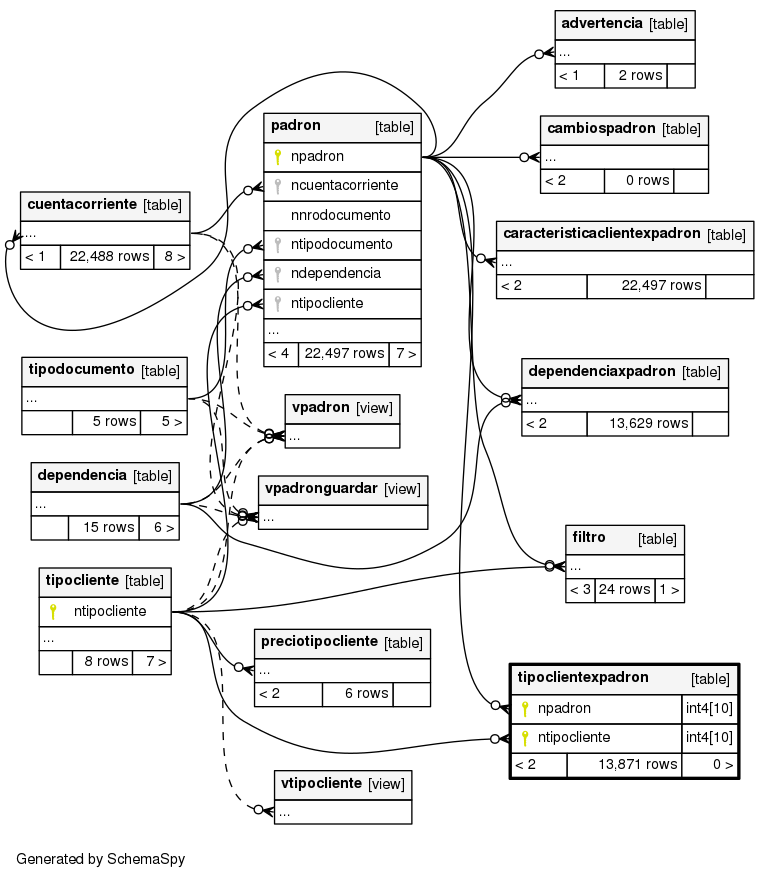 advertencia [table]
...
< 1 2 rows
padron [table]
npadron
ncuentacorriente
nnrodocumento
ntipodocumento
ndependencia
ntipocliente
...
< 4 22,497 rows 7 >
cambiospadron [table]
...
< 2 0 rows
cuentacorriente [table]
...
< 1 22,488 rows 8 >
caracteristicaclientexpadron [table]
...
< 2 22,497 rows
tipodocumento [table]
...
5 rows 5 >
dependenciaxpadron [table]
...
< 2 13,629 rows
vpadron [view]
...
dependencia [table]
...
15 rows 6 >
vpadronguardar [view]
...
filtro [table]
...
< 3 24 rows 1 >
tipocliente [table]
ntipocliente
...
8 rows 7 >
preciotipocliente [table]
...
< 2 6 rows
tipoclientexpadron [table]
npadron int4[10]
ntipocliente int4[10]
< 2 13,871 rows 0 >
vtipocliente [view]
...
Generated by SchemaSpy